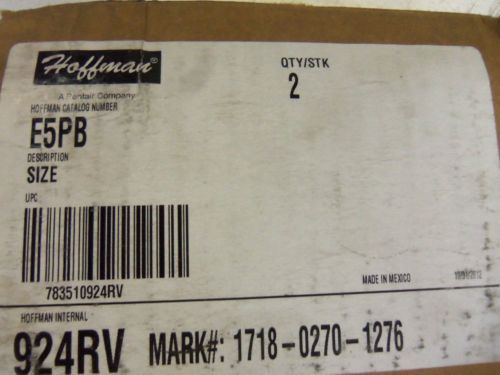 Hoffman®
A Pentair Company
HOFFMAN CATALOG NUMBER
E5PB
DESCRIPTION
SIZE
UPC
783510924RV
QTY/STK
2
MADE IN MEXICO
HOFFMAN INTERNAL
924RV MARK#: 1718-0270-1276